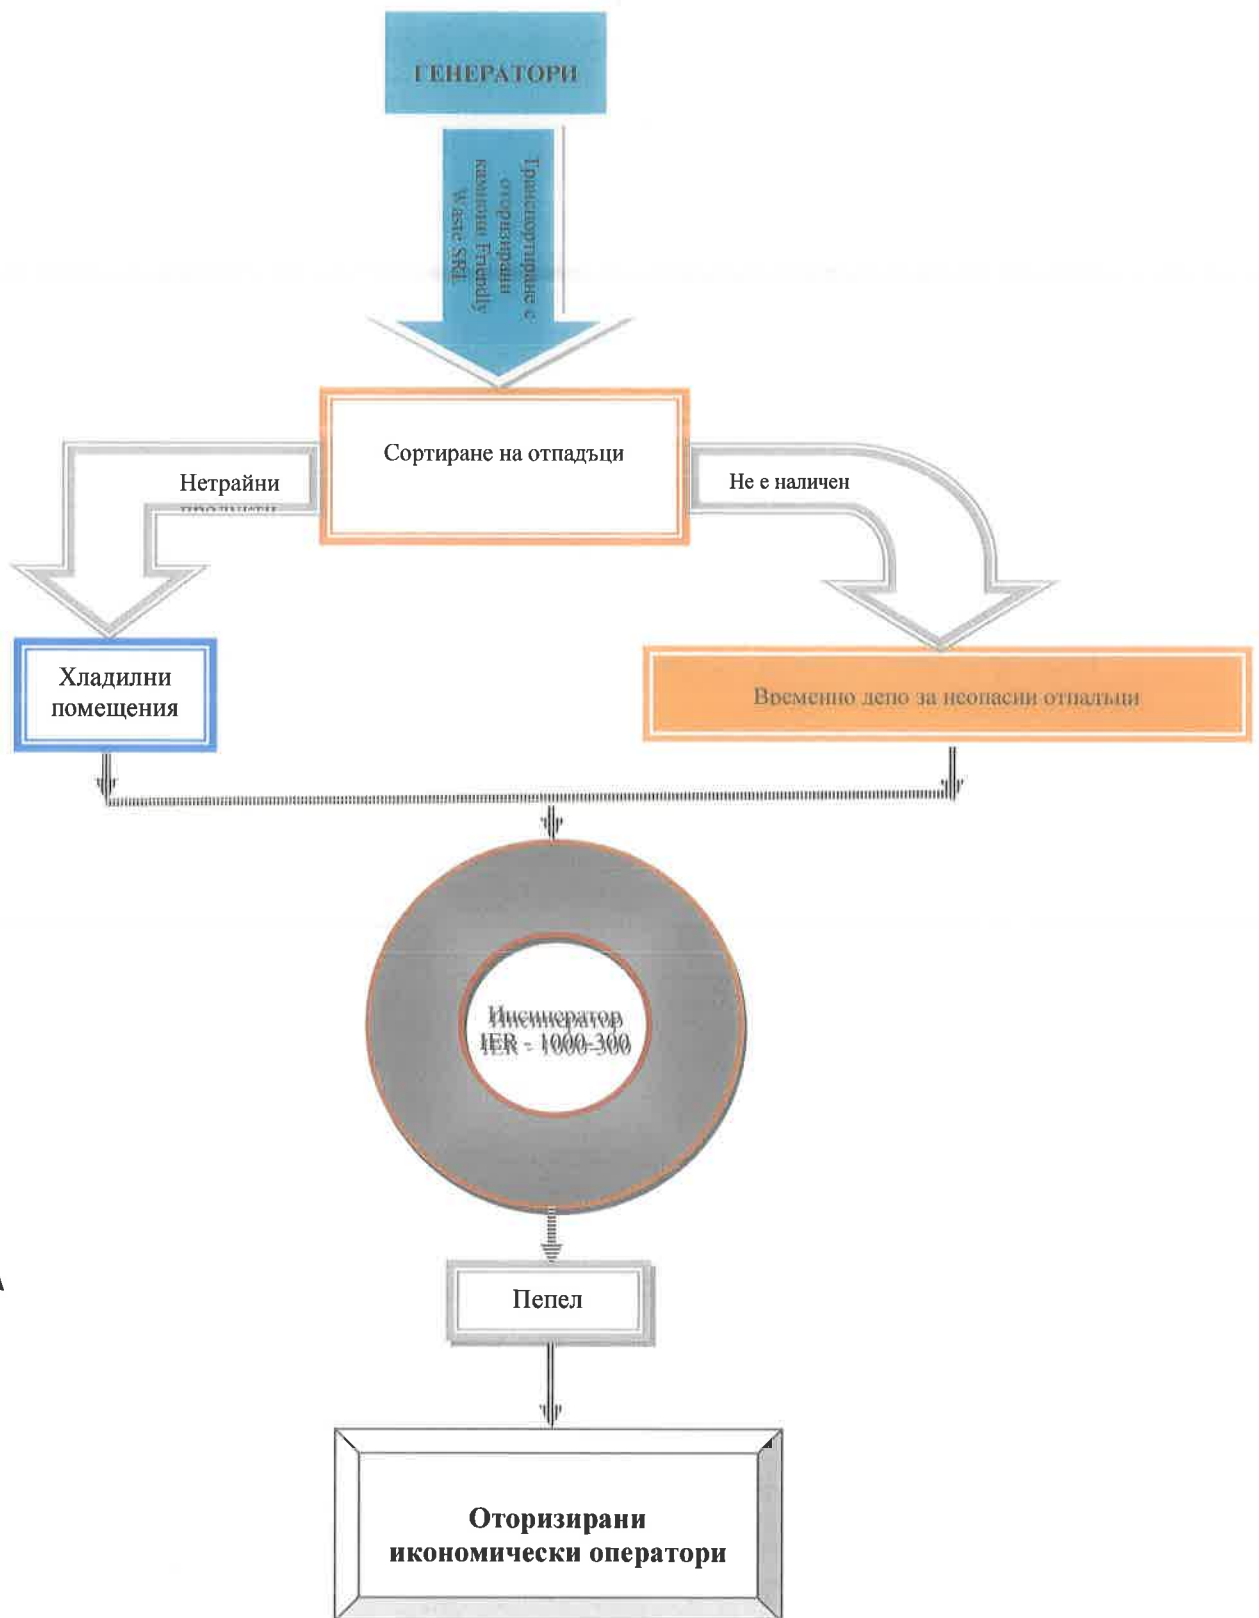 ГЕНЕРАТОРИ
Транспортиране с
оторизирани
камиони Friendly
Waste SRL
Сортиране на отпадъци
Нетрайни
продукти
Не е наличен
Хладилни
помещения
Временно депо за неопасни отпадъци
Инсинератор
IER - 1000-300
Пепел
Оторизирани
икономически оператори